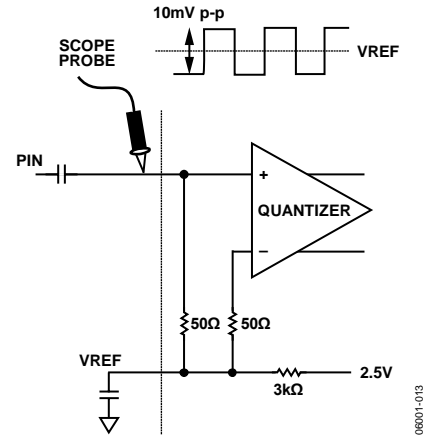 10mV p-p
SCOPE
PROBE
VREF
PIN
+
QUANTIZER
−
50Ω
50Ω
VREF
2.5V
3kΩ
06001-013